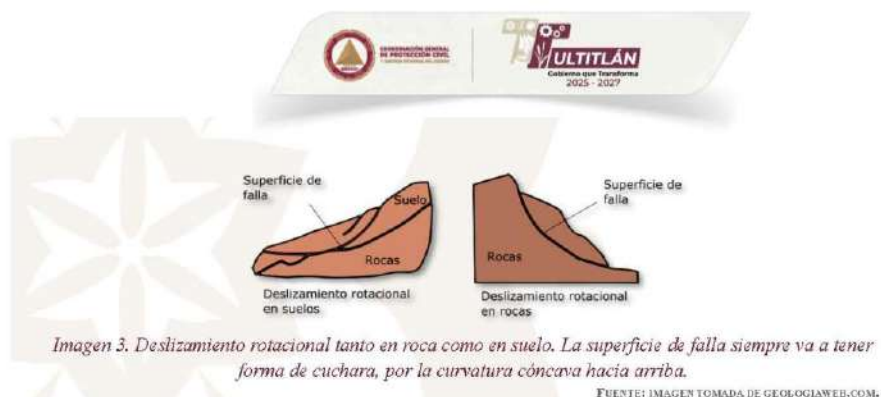 COORDINACIÓN GENERAL
DE PROTECCIÓN CIVIL
TULTITLÁN
Gobierno que Transforma
2025 - 2027
Superficie de
falla
Suelo
Rocas
Deslizamiento rotacional
en suelos
Superficie de
falla
Rocas
Deslizamiento rotacional
en rocas
Imagen 3. Deslizamiento rotacional tanto en roca como en suelo. La superficie de falla siempre va a tener
forma de cuchara, por la curvatura cóncava hacia arriba.
FUENTE: IMAGEN TOMADA DE GEOLOGIAWEB.COM.